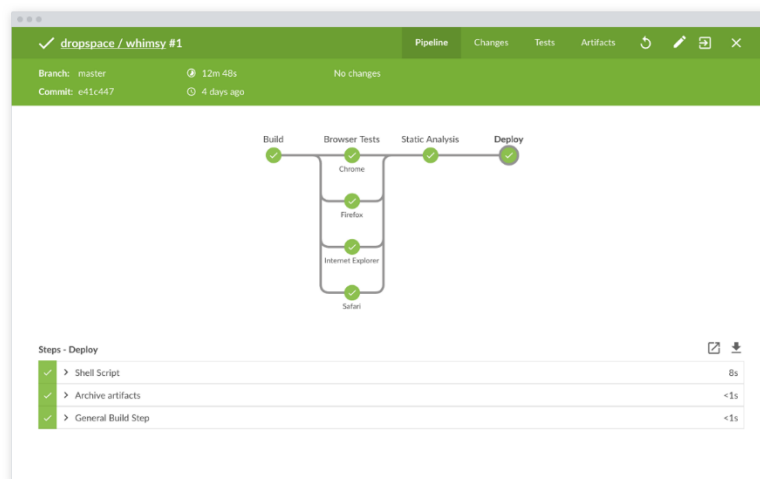 dropspace / whimsy #1
Pipeline
Changes
Tests
Artifacts
Branch: master
12m 48s
No changes
Commit: e41c447
4 days ago
Build
Browser Tests
Static Analysis
Deploy
Chrome
Firefox
Internet Explorer
Safari
Steps - Deploy
Shell Script
8s
Archive artifacts
<1s
General Build Step
<1s